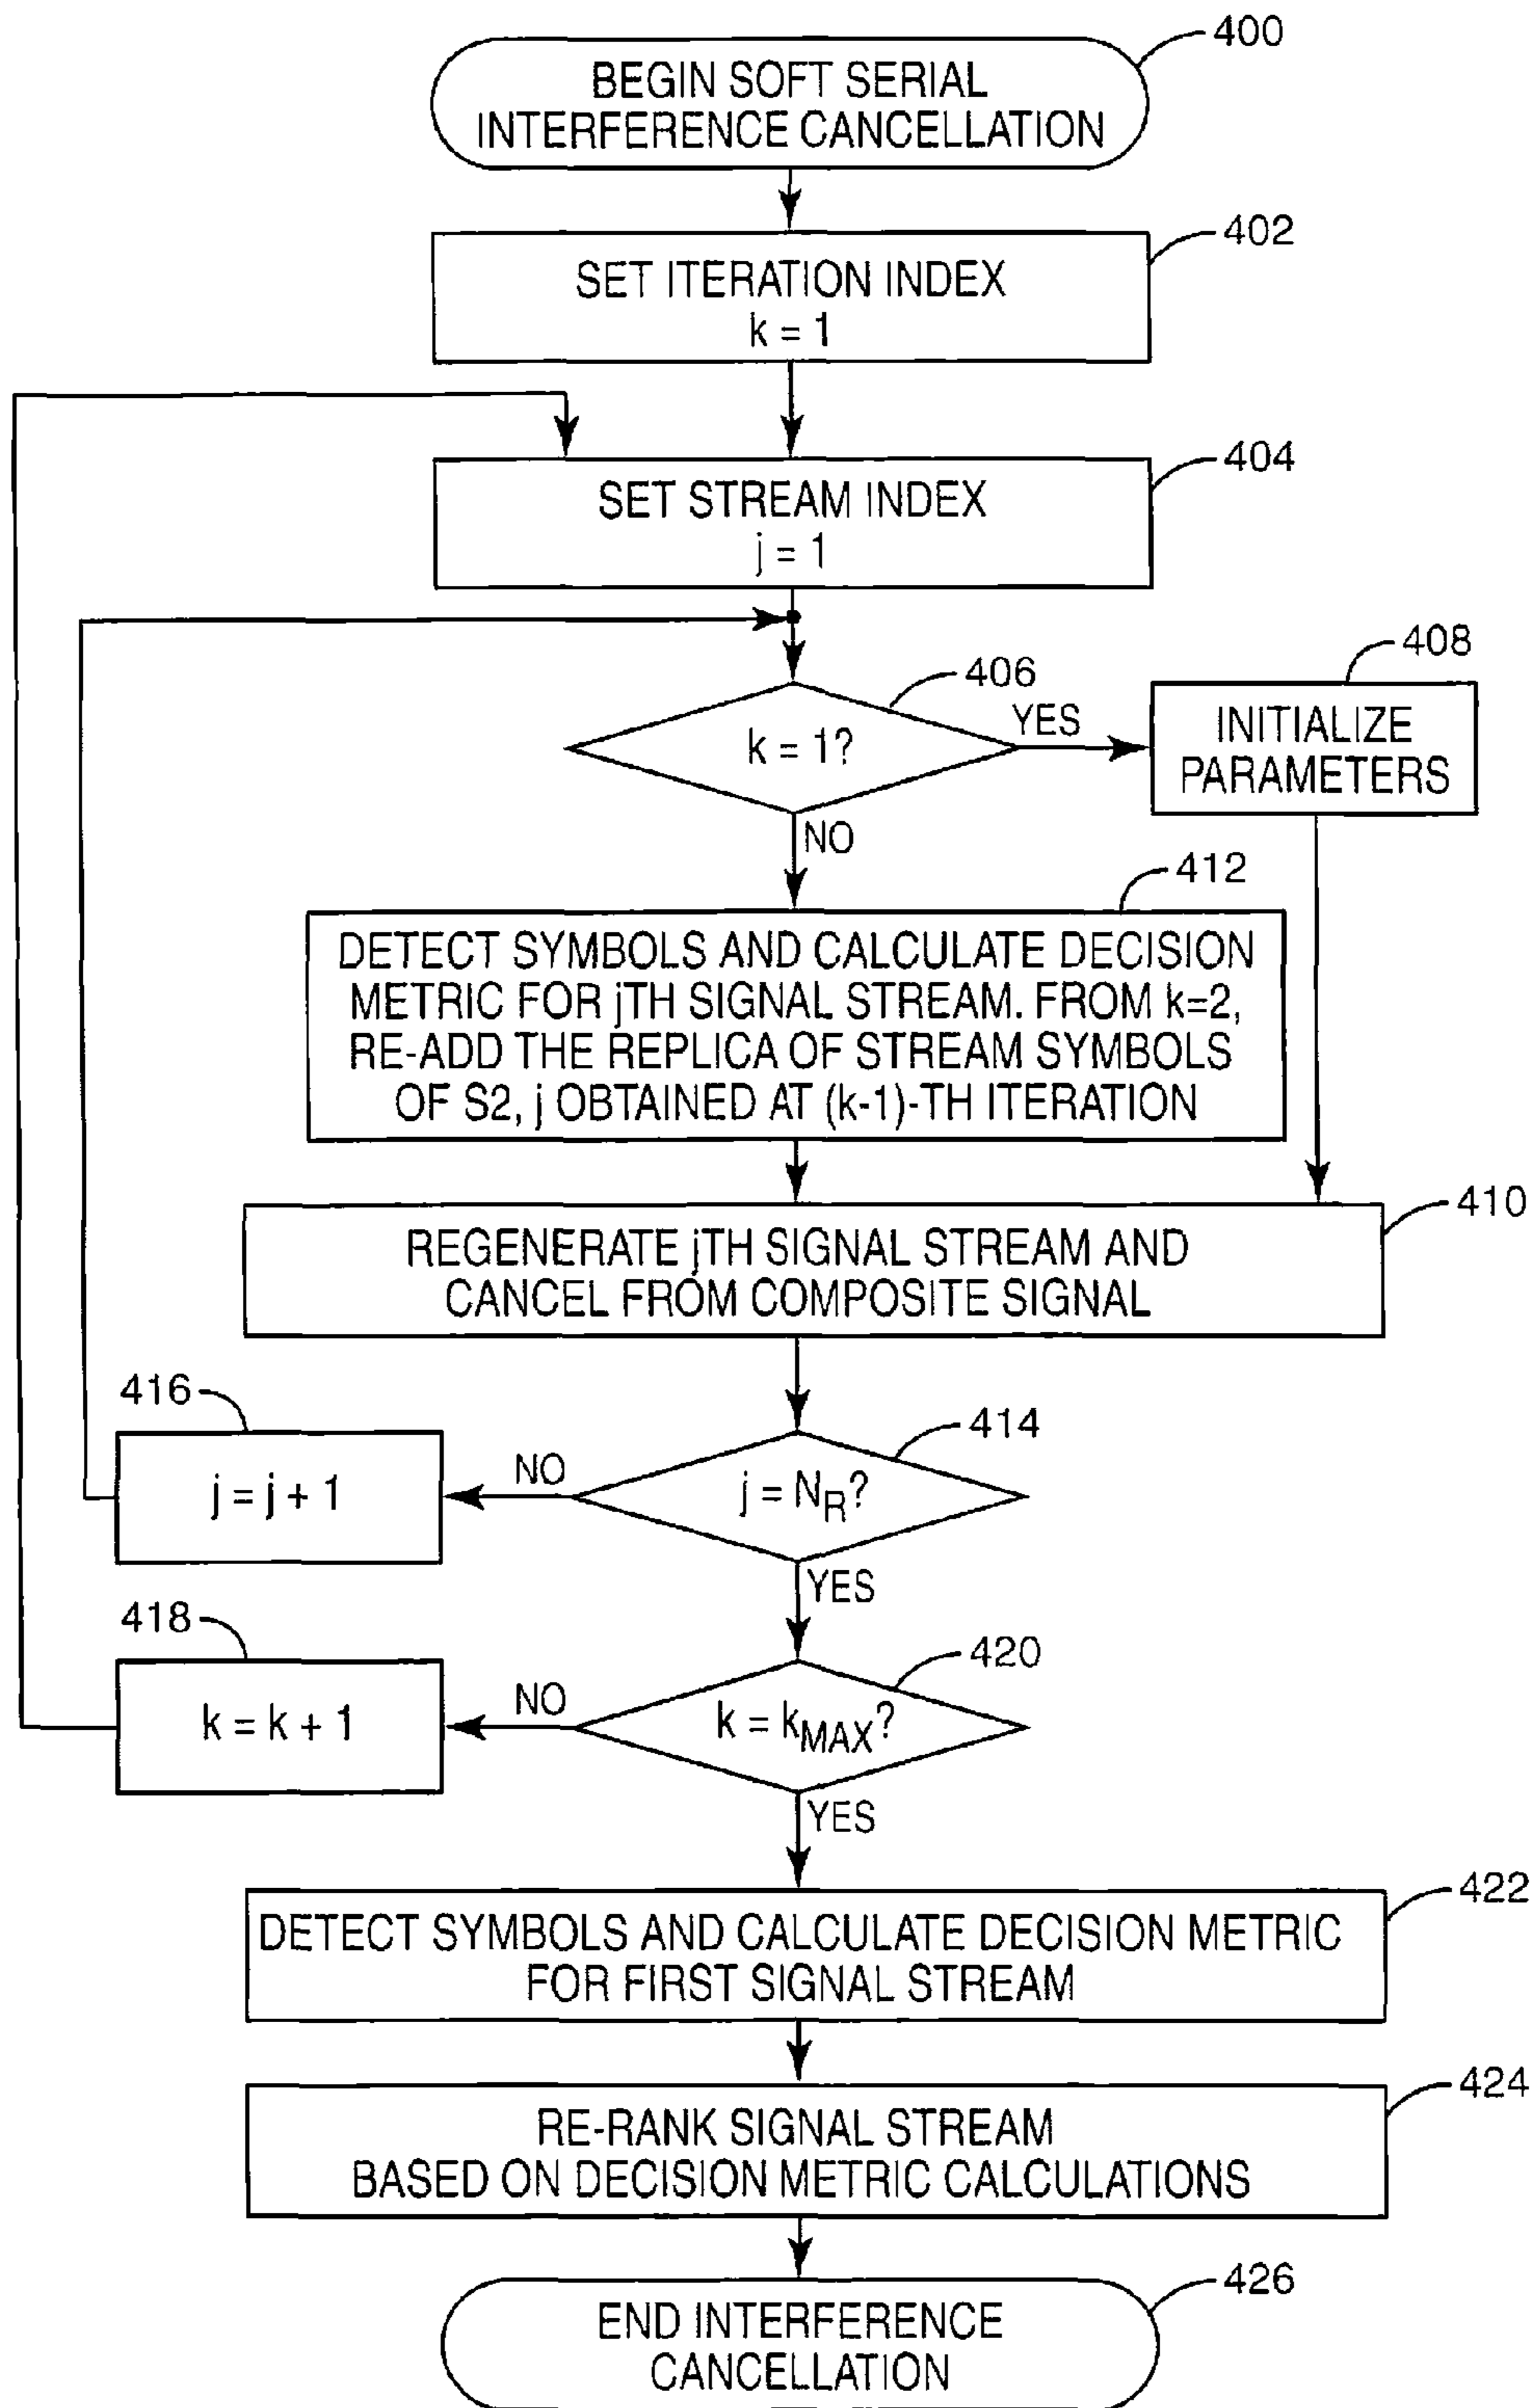 400
BEGIN SOFT SERIAL
INTERFERENCE CANCELLATION
402
SET ITERATION INDEX
k = 1
404
SET STREAM INDEX
j = 1
406
408
k = 1?
YES
INITIALIZE
PARAMETERS
NO
412
DETECT SYMBOLS AND CALCULATE DECISION
METRIC FOR jTH SIGNAL STREAM. FROM k=2,
RE-ADD THE REPLICA OF STREAM SYMBOLS
OF S2, j OBTAINED AT (k-1)-TH ITERATION
410
REGENERATE jTH SIGNAL STREAM AND
CANCEL FROM COMPOSITE SIGNAL
416
414
j = j + 1
NO
j = N_R?
YES
418
420
k = k + 1
NO
k = k_MAX?
YES
422
DETECT SYMBOLS AND CALCULATE DECISION METRIC
FOR FIRST SIGNAL STREAM
424
RE-RANK SIGNAL STREAM
BASED ON DECISION METRIC CALCULATIONS
426
END INTERFERENCE
CANCELLATION